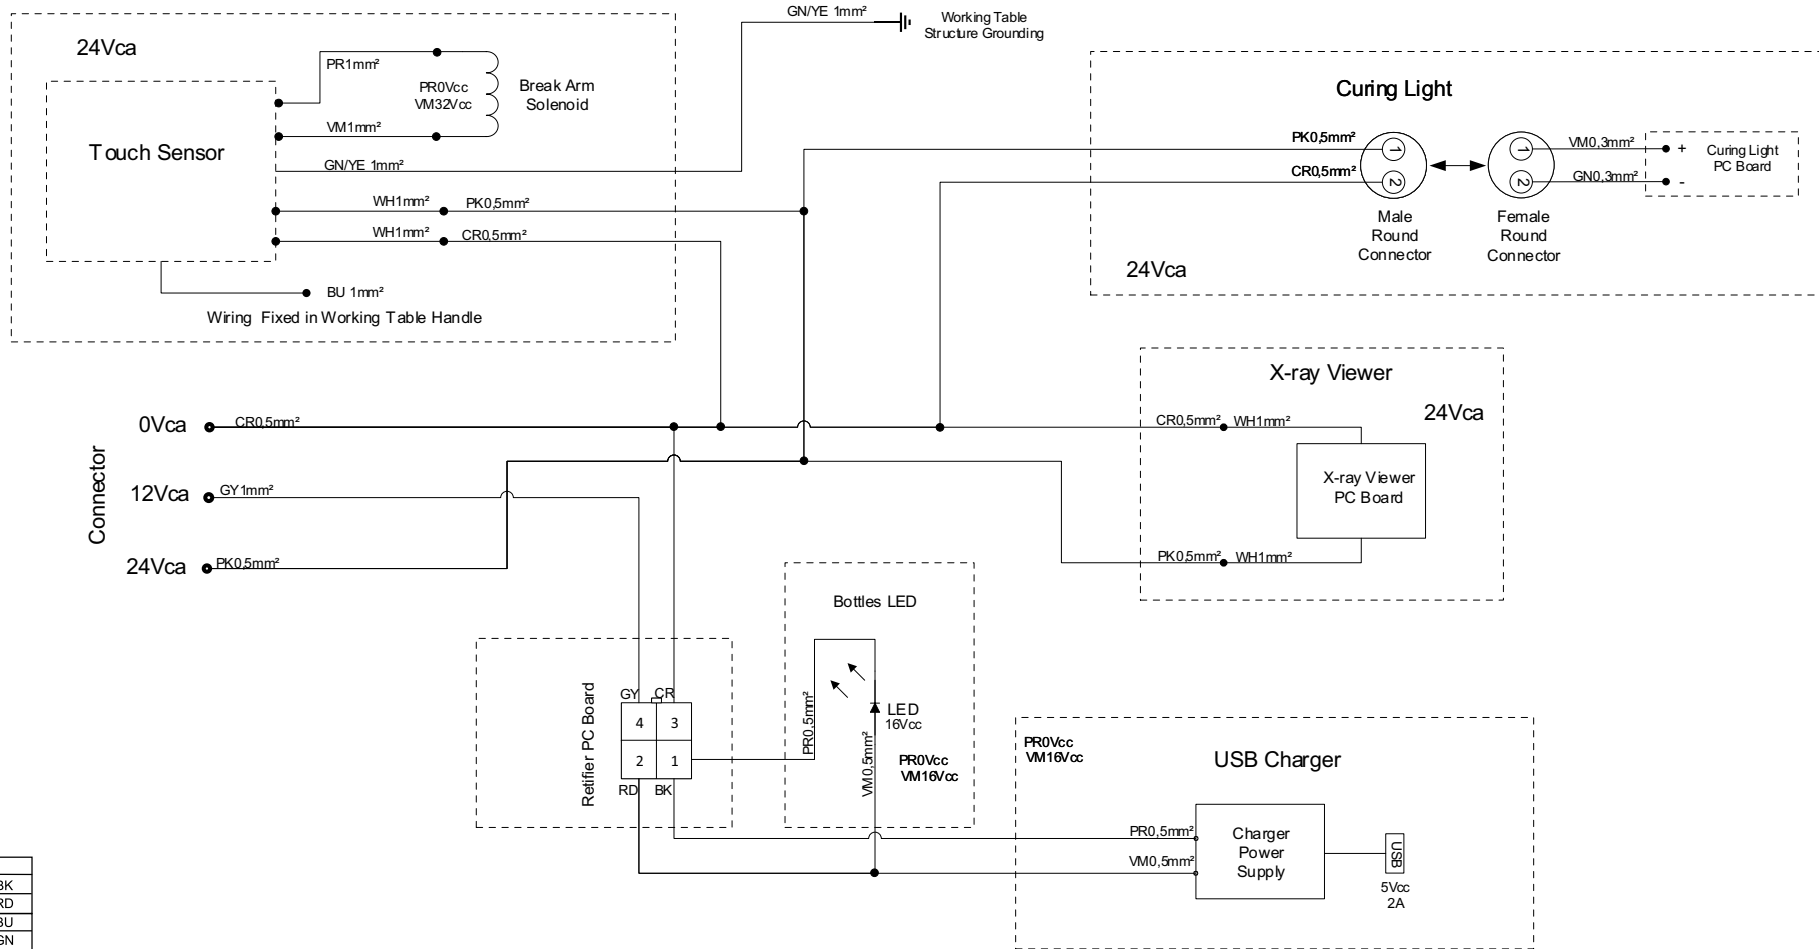 GN/YE 1mm²
Working Table
Structure Grounding
24Vca
PR1mm²
PR0Vcc
VM32Vcc
Break Arm
Solenoid
VM1mm²
Touch Sensor
GN/YE 1mm²
WH1mm² PK0,5mm²
WH1mm² CR0,5mm²
BU 1mm²
Wiring Fixed in Working Table Handle
Curing Light
PK0,5mm²
CR0,5mm²
1
2
1
2
VM0,3mm²
GN0,3mm²
+
-
Curing Light
PC Board
Male
Round
Connector
Female
Round
Connector
24Vca
X-ray Viewer
24Vca
CR0,5mm² WH1mm²
X-ray Viewer
PC Board
PK0,5mm² WH1mm²
Connector
0Vca CR0,5mm²
12Vca GY1mm²
24Vca PK0,5mm²
Retifier PC Board
GY CR
4 3
2 1
RD BK
Bottles LED
PR0,5mm²
VM0,5mm²
LED
16Vcc
PR0Vcc
VM16Vcc
PR0Vcc
VM16Vcc
USB Charger
PR0,5mm²
VM0,5mm²
Charger
Power
Supply
USB
5Vcc
2A
BK
RD
BU
GN